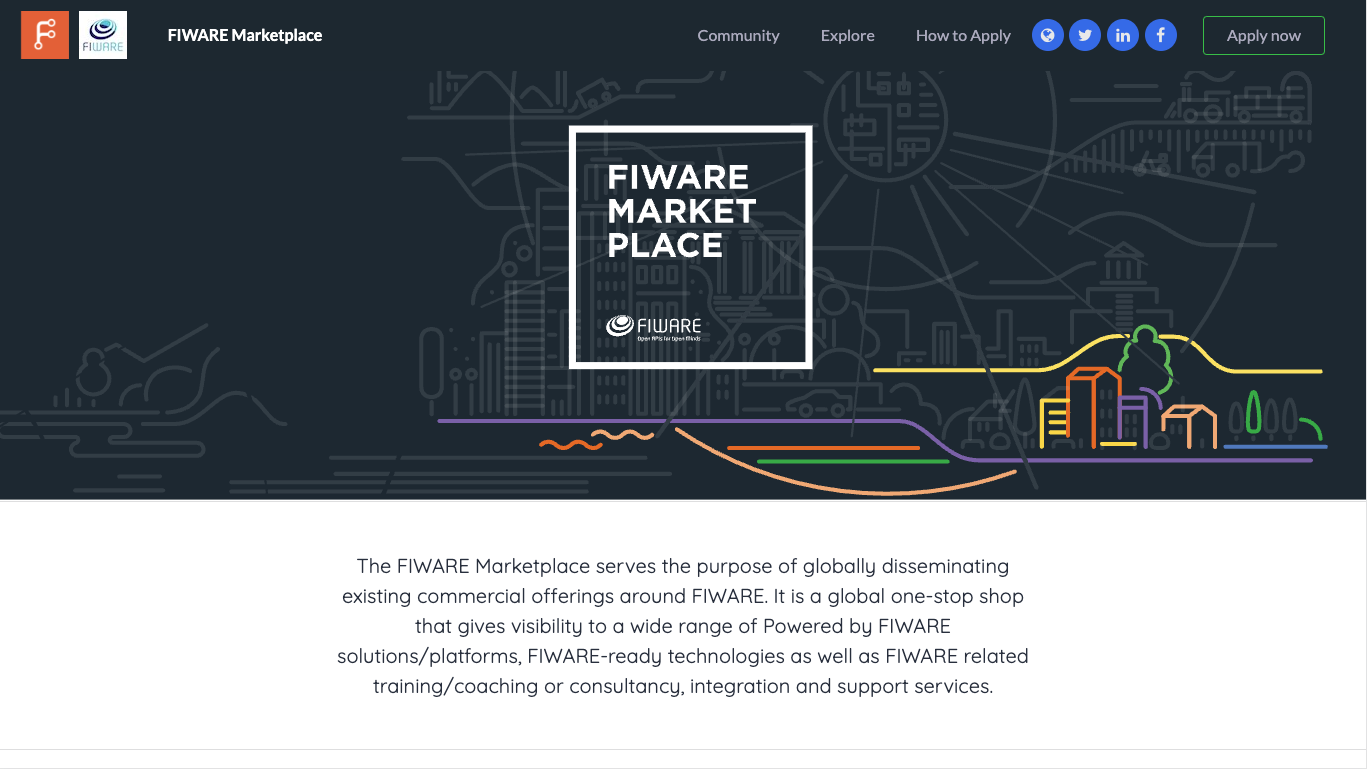 FIWARE
FIWARE Marketplace
Community
Explore
How to Apply
Apply now
FIWARE
MARKET
PLACE
FIWARE
Open APIs for Open Minds
The FIWARE Marketplace serves the purpose of globally disseminating
existing commercial offerings around FIWARE. It is a global one-stop shop
that gives visibility to a wide range of Powered by FIWARE
solutions/platforms, FIWARE-ready technologies as well as FIWARE related
training/coaching or consultancy, integration and support services.